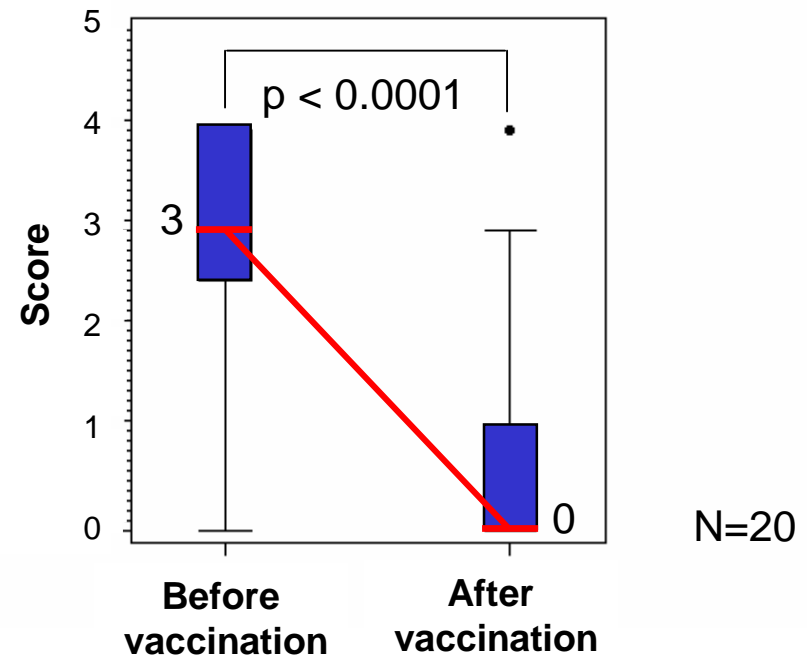 5
p < 0.0001
4
3
3
Score
2
1
0
0
N=20
Before
vaccination
After
vaccination